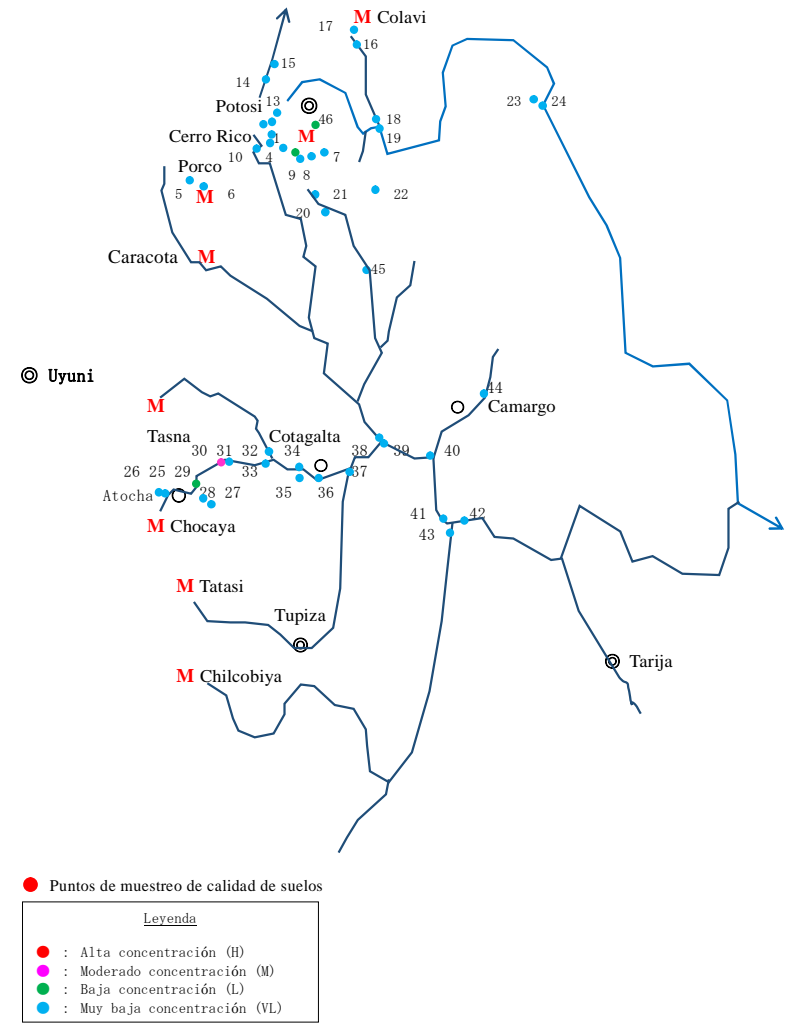 17
M Colavi
16
15
14
13
Potosi
46
18
23
24
Cerro Rico
1
M
19
10
4
7
Porco
9
8
5
M
6
21
22
20
Caracota
M
45
Uyuni
44
M
Camargo
Tasna
Cotagalta
30
31
32
34
38
39
40
33
37
26
25
29
28
27
35
36
Atocha
41
42
M Chocaya
43
M Tatasi
Tupiza
Tarija
M Chilcobiya
Puntos de muestreo de calidad de suelos
Leyenda
: Alta concentración (H)
: Moderado concentración (M)
: Baja concentración (L)
: Muy baja concentración (VL)